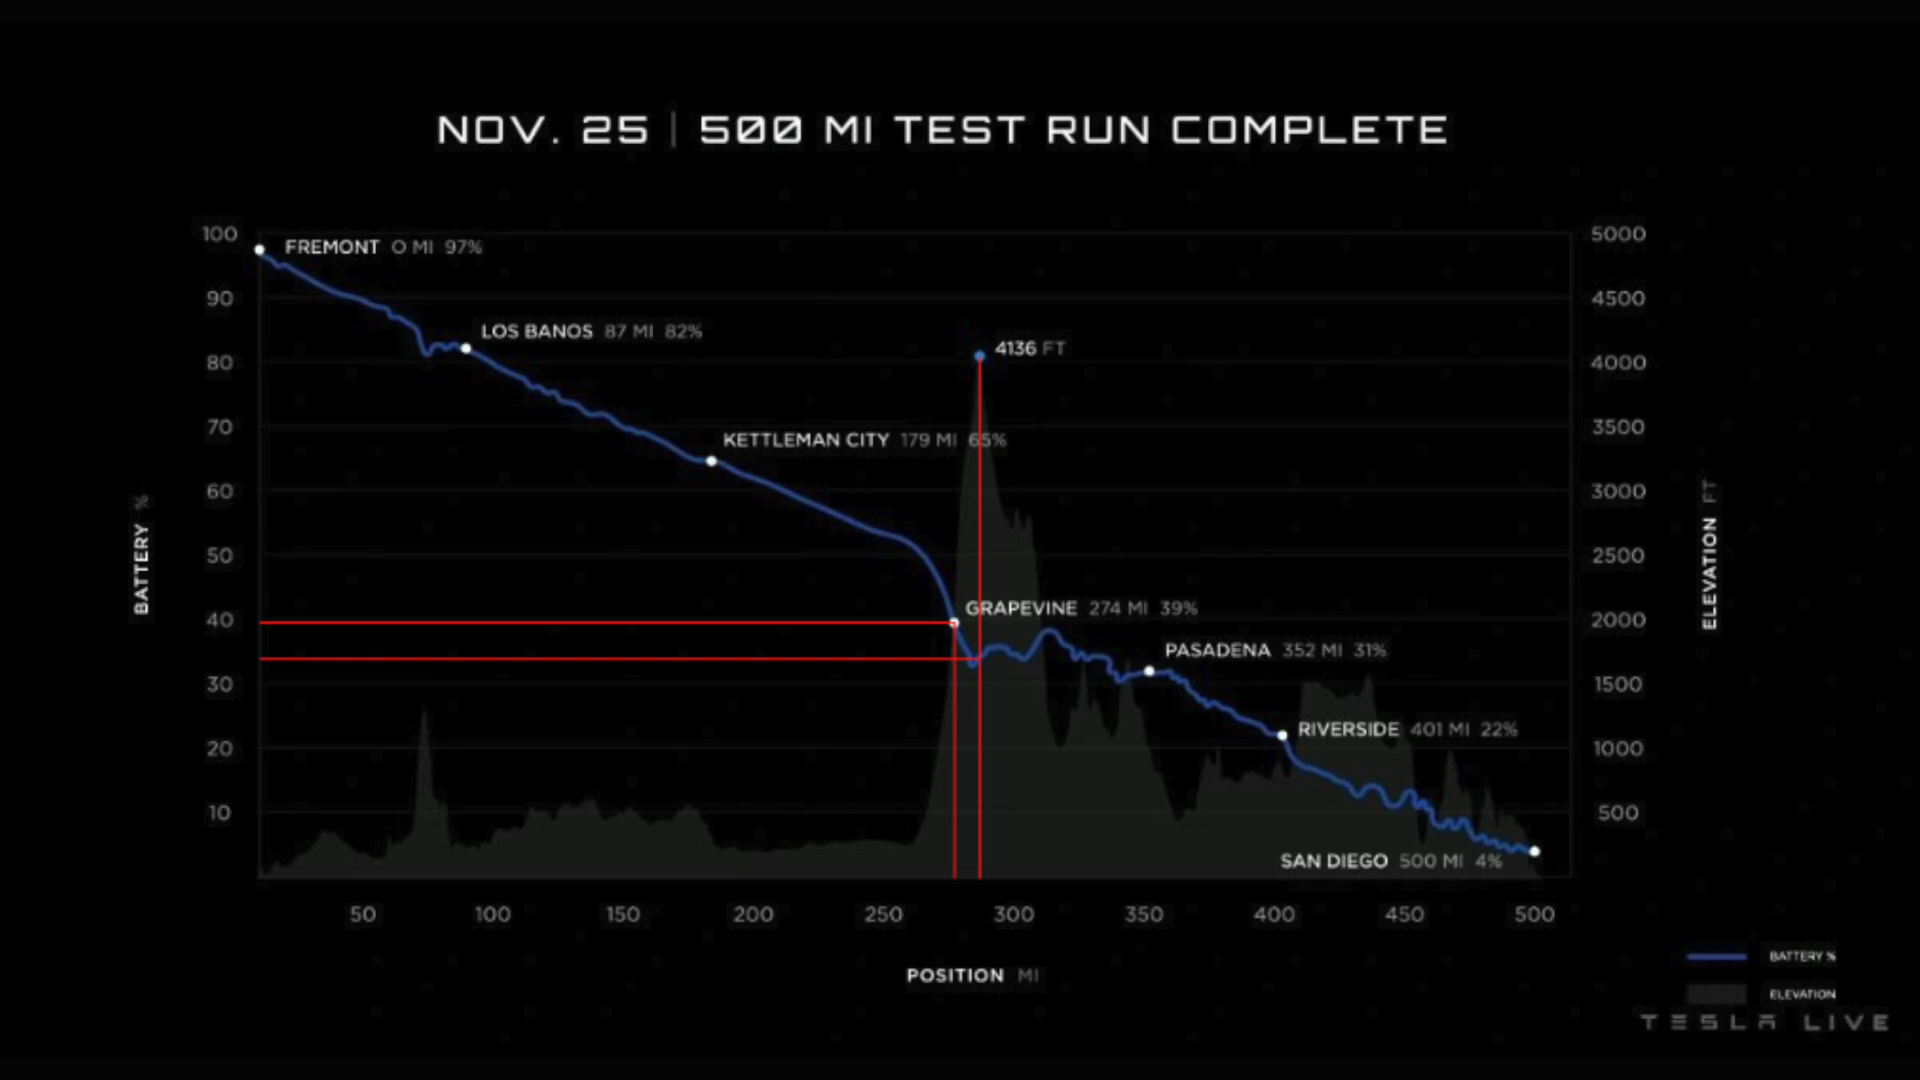 NOV. 25 | 500 MI TEST RUN COMPLETE
100
5000
FREMONT O MI 97%
90
4500
LOS BANOS 87 MI 82%
4136 FT
80
4000
70
3500
KETTLEMAN CITY 179 MI 65%
60
3000
BATTERY %
ELEVATION FT
50
2500
GRAPEVINE 274 MI 39%
40
2000
PASADENA 352 MI 31%
30
1500
RIVERSIDE 401 MI 22%
20
1000
10
500
SAN DIEGO 500 MI 4%
50 100 150 200 250 300 350 400 450 500
POSITION MI
BATTERY %
ELEVATION
TESLA LIVE